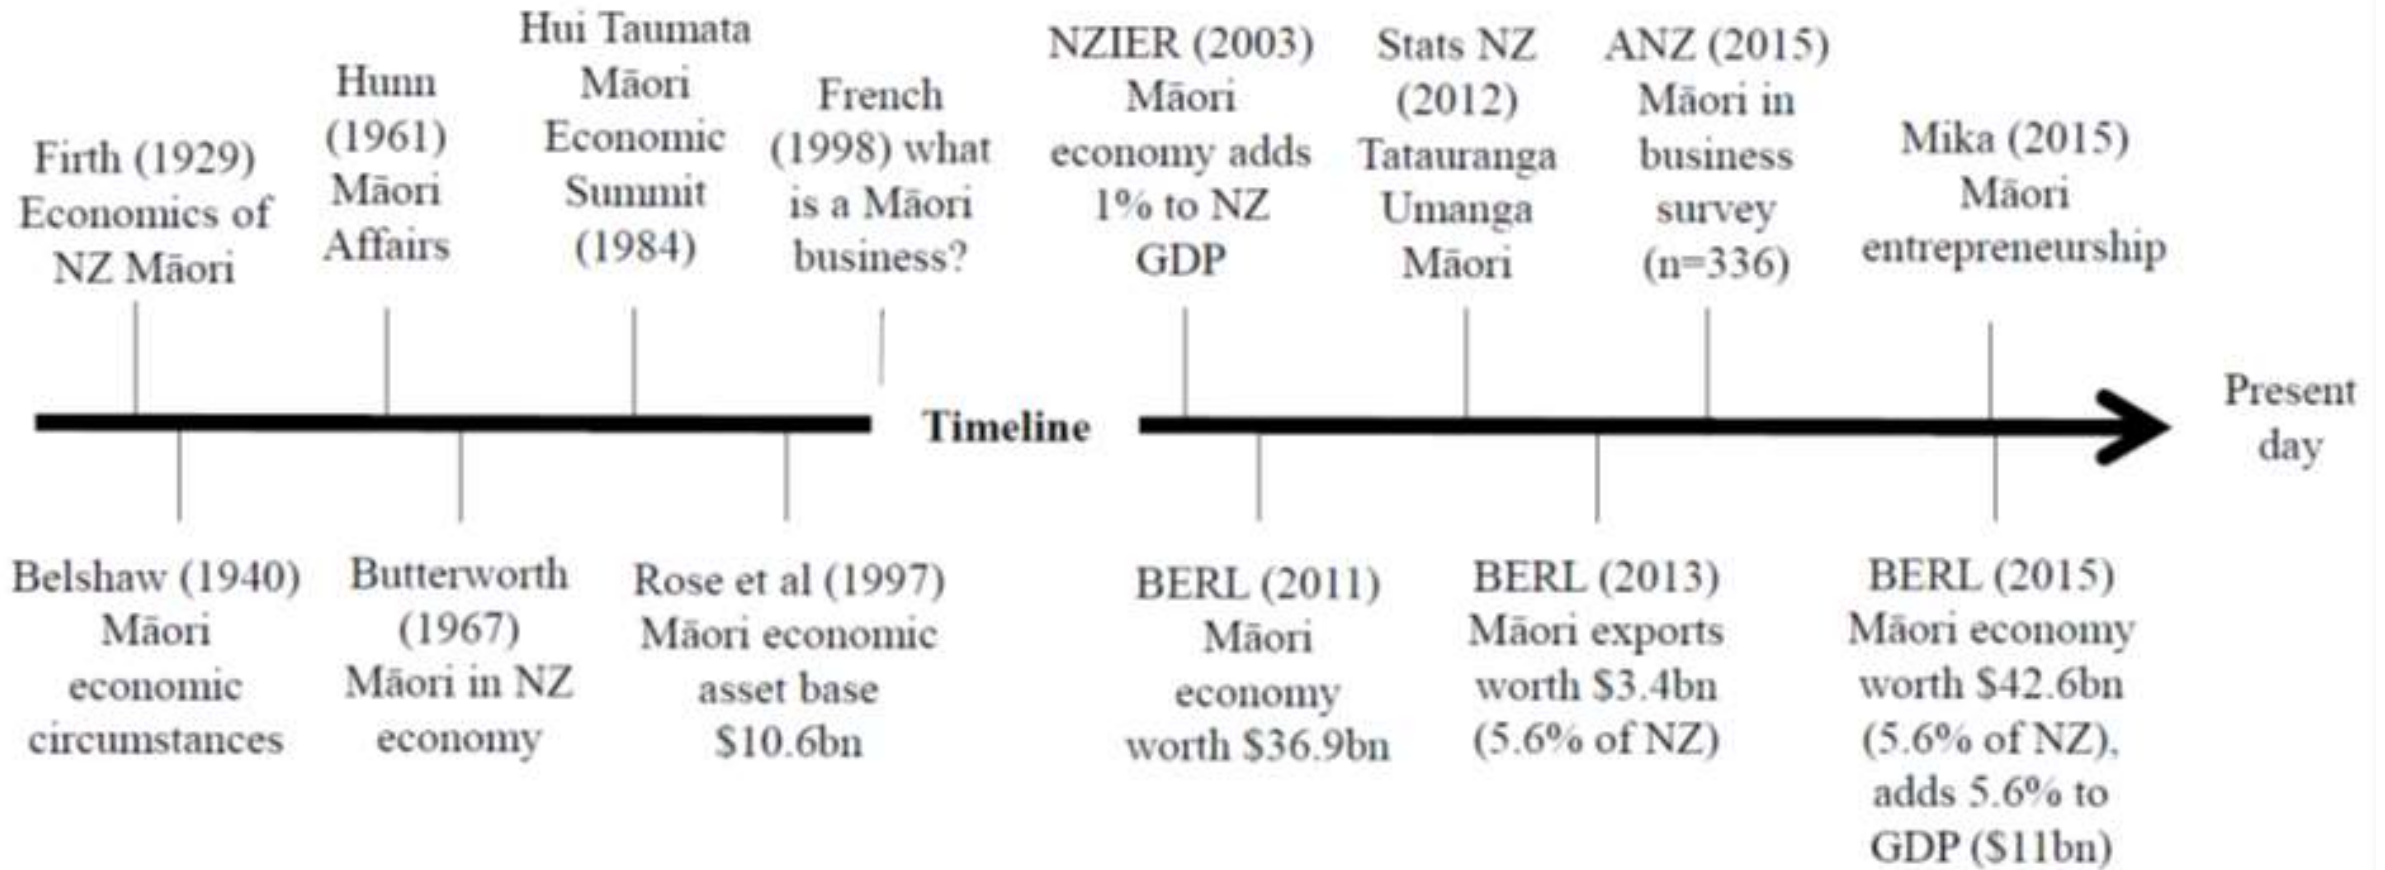 Firth (1929)
Economics of
NZ Māori
Hunn
(1961)
Māori
Affairs
Hui Taumata
Māori
Economic
Summit
(1984)
French
(1998) what
is a Māori
business?
NZIER (2003)
Māori
economy adds
1% to NZ
GDP
Stats NZ
(2012)
Tatauranga
Umanga
Māori
ANZ (2015)
Māori in
business
survey
(n=336)
Mika (2015)
Māori
entrepreneurship
Timeline
Present
day
Belshaw (1940)
Māori
economic
circumstances
Butterworth
(1967)
Māori in NZ
economy
Rose et al (1997)
Māori economic
asset base
$10.6bn
BERL (2011)
Māori
economy
worth $36.9bn
BERL (2013)
Māori exports
worth $3.4bn
(5.6% of NZ)
BERL (2015)
Māori economy
worth $42.6bn
(5.6% of NZ),
adds 5.6% to
GDP ($11bn)